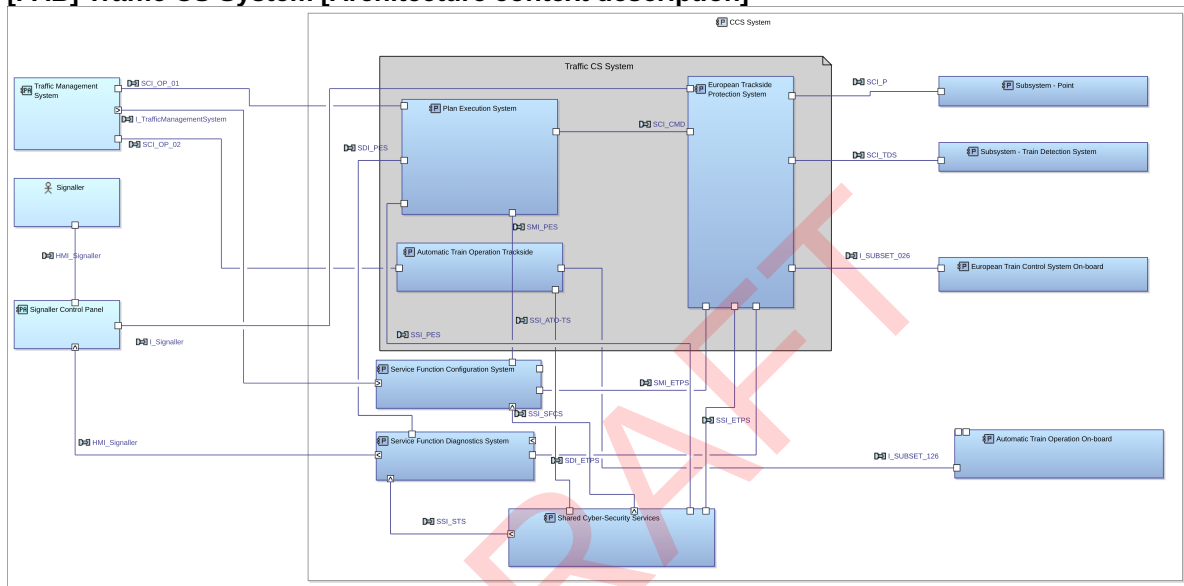 [PAB] Traffic CS System [Architecture context description]
CCS System
Traffic CS System
Traffic Management
System
SCI_OP_01
I_TrafficManagementSystem
SCI_OP_02
Plan Execution System
European Trackside
Protection System
SCI_P
Subsystem - Point
SCI_CMD
SDI_PES
SCI_TDS
Subsystem - Train Detection System
Signaller
SMI_PES
HMI_Signaller
Automatic Train Operation Trackside
I_SUBSET_026
European Train Control System On-board
Signaller Control Panel
SSI_ATO-TS
SSI_PES
I_Signaller
Service Function Configuration System
SMI_ETPS
SSI_SFCS
SSI_ETPS
HMI_Signaller
Service Function Diagnostics System
SDI_ETPS
I_SUBSET_126
Automatic Train Operation On-board
SSI_STS
Shared Cyber-Security Services
RAFT